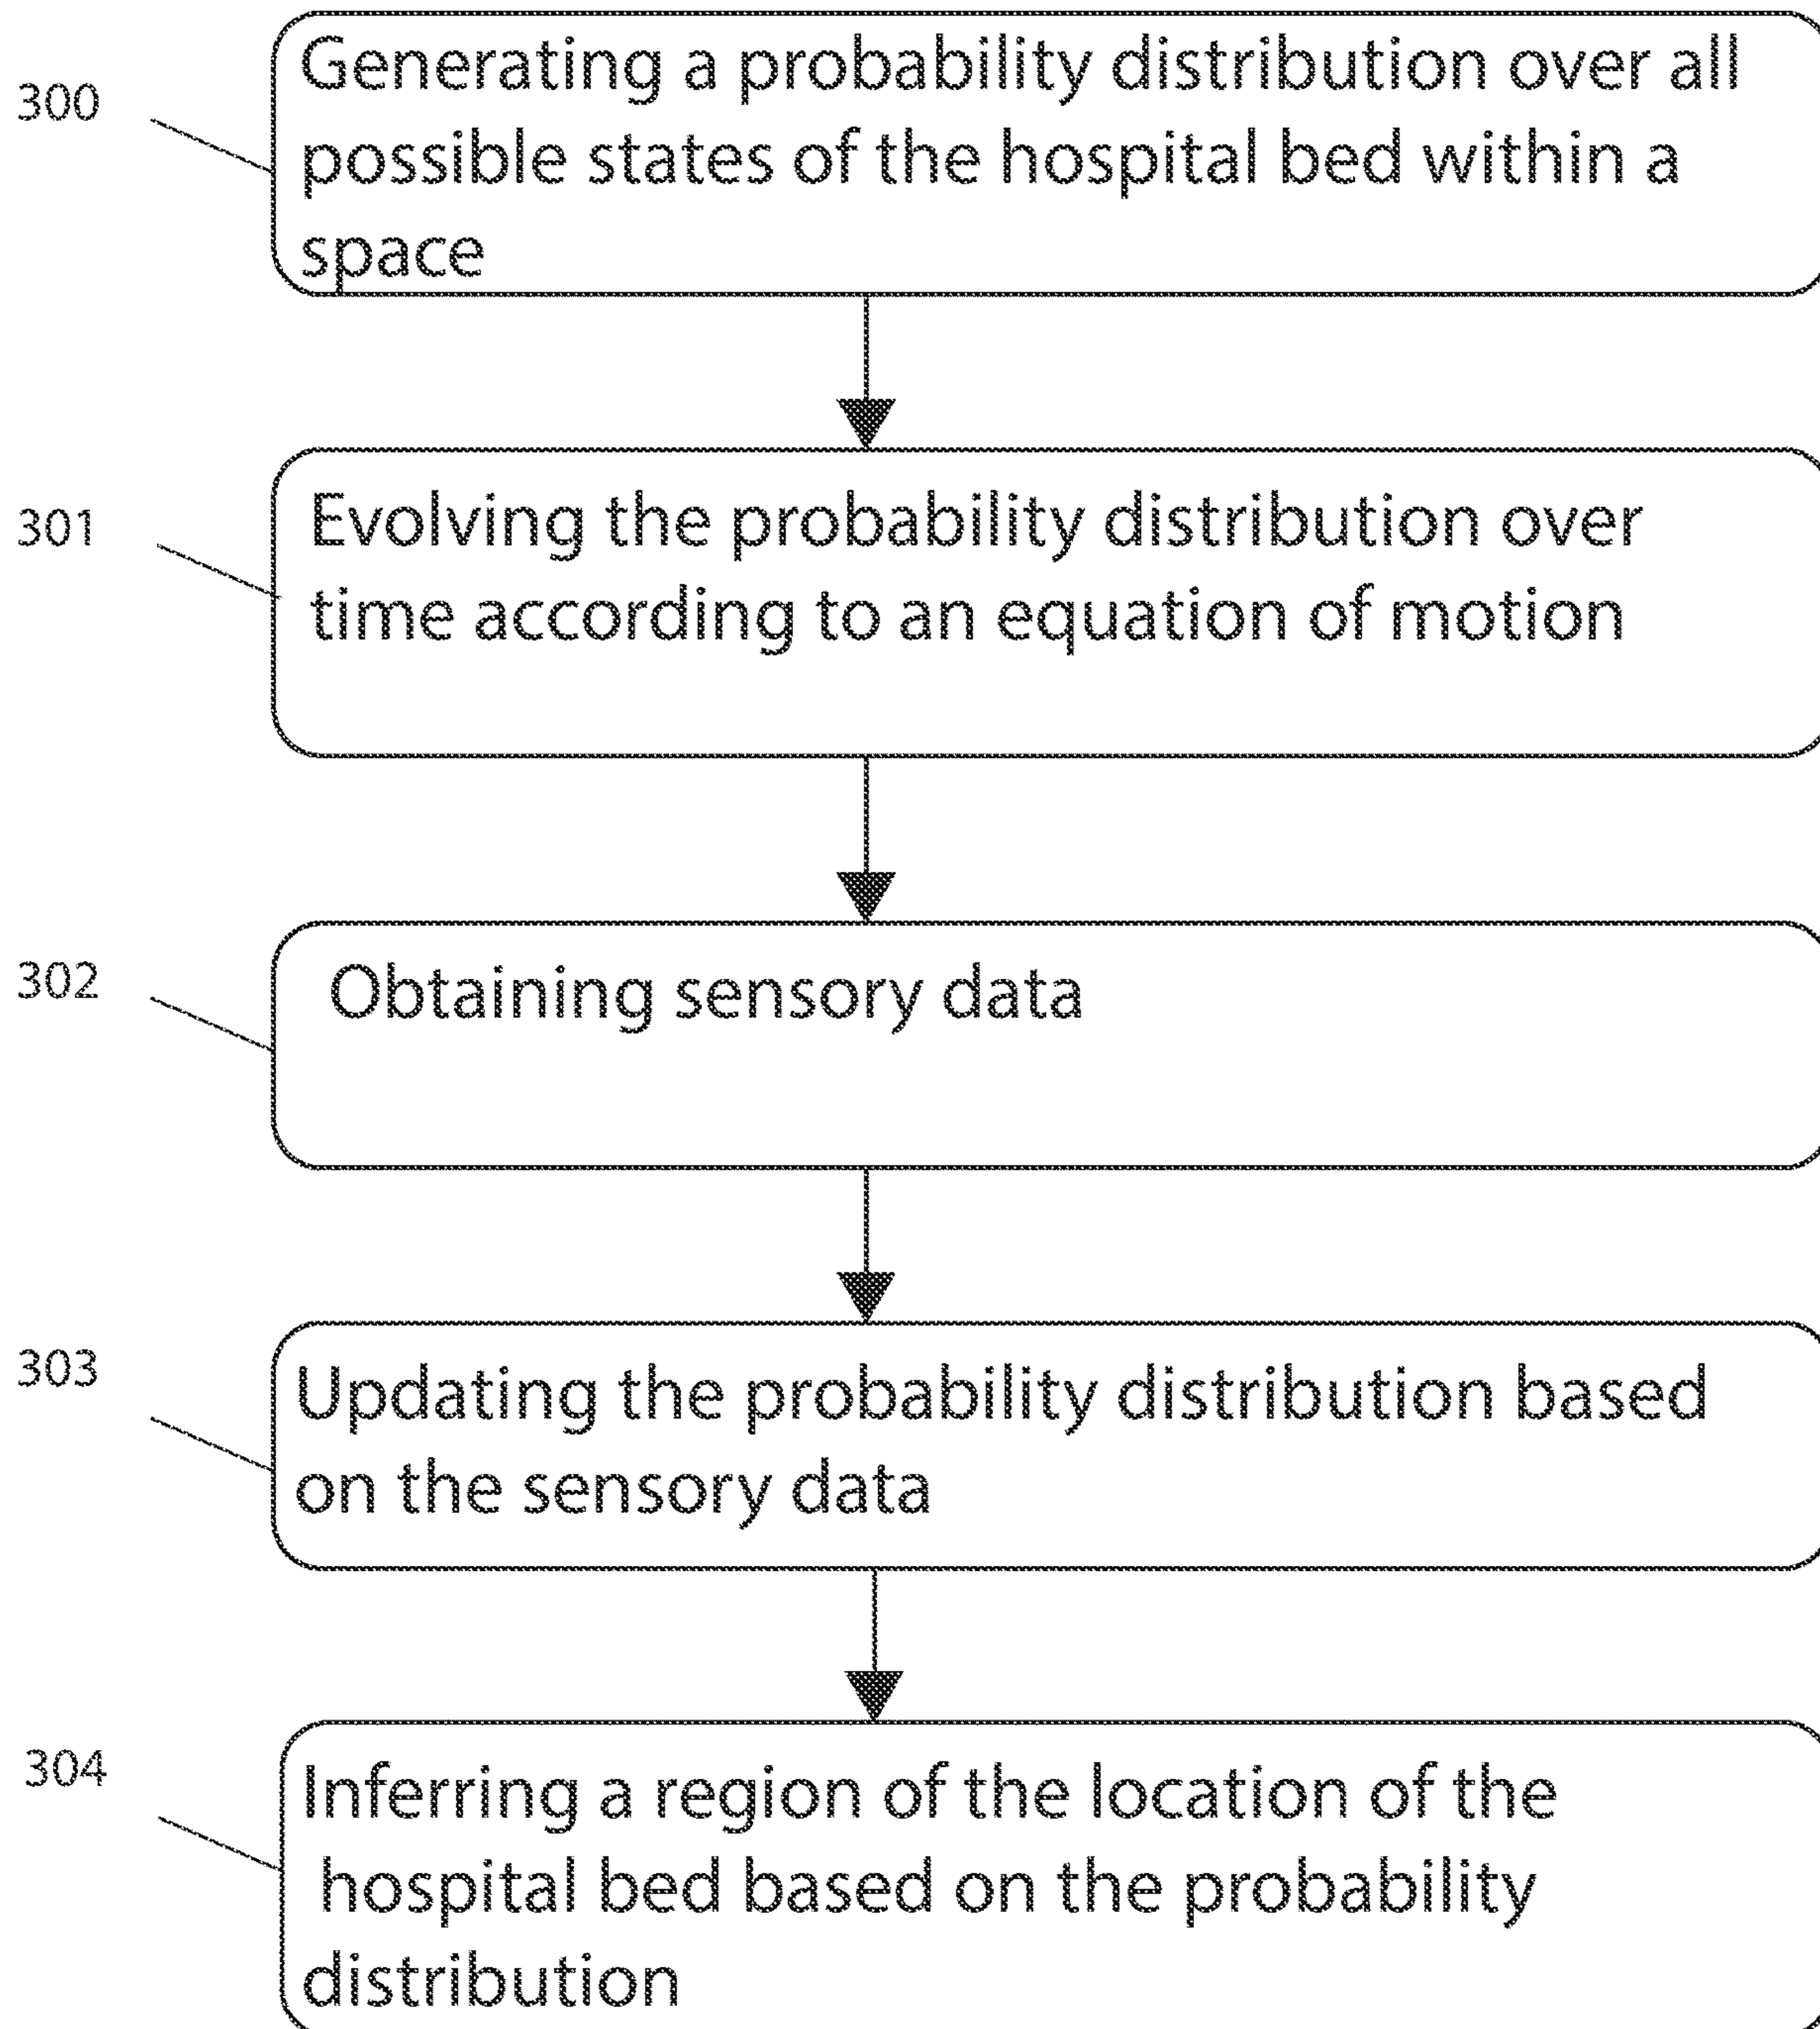 300
Generating a probability distribution over all
possible states of the hospital bed within a
space
301
Evolving the probability distribution over
time according to an equation of motion
302
Obtaining sensory data
303
Updating the probability distribution based
on the sensory data
304
Inferring a region of the location of the
hospital bed based on the probability
distribution